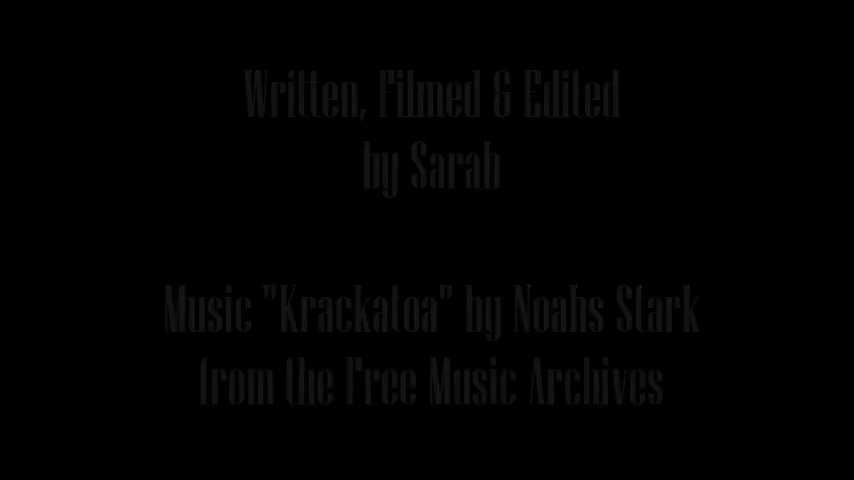 Written, Filmed & Edited
by Sarah
Music "Krackatoa" by Noahs Stark
from the Free Music Archives